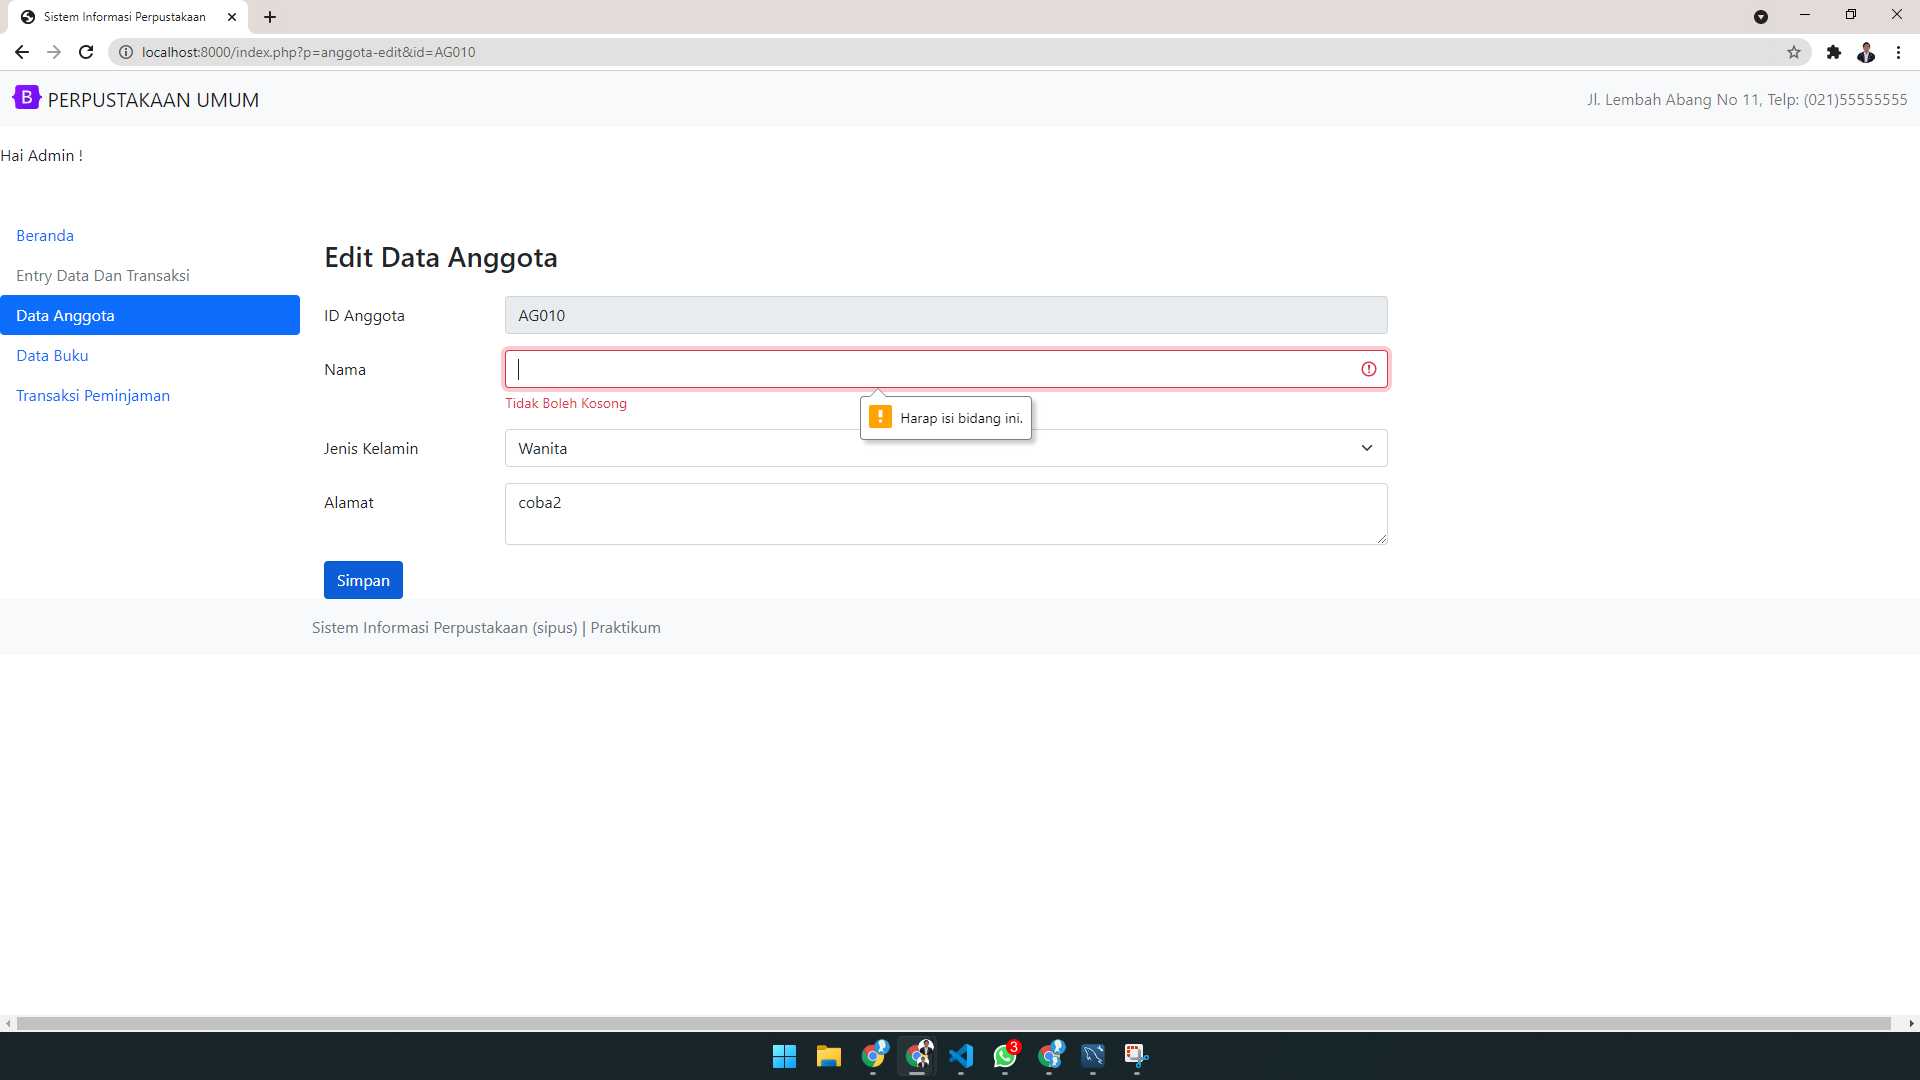 Sistem Informasi Perpustakaan
localhost:8000/index.php?p=anggota-edit&id=AG010
B PERPUSTAKAAN UMUM
Jl. Lembah Abang No 11, Telp: (021)55555555
Hai Admin !
Beranda
Entry Data Dan Transaksi
Data Anggota
Data Buku
Transaksi Peminjaman
Edit Data Anggota
ID Anggota
AG010
Nama
Tidak Boleh Kosong
Harap isi bidang ini.
Jenis Kelamin
Wanita
Alamat
coba2
Simpan
Sistem Informasi Perpustakaan (sipus) | Praktikum
3